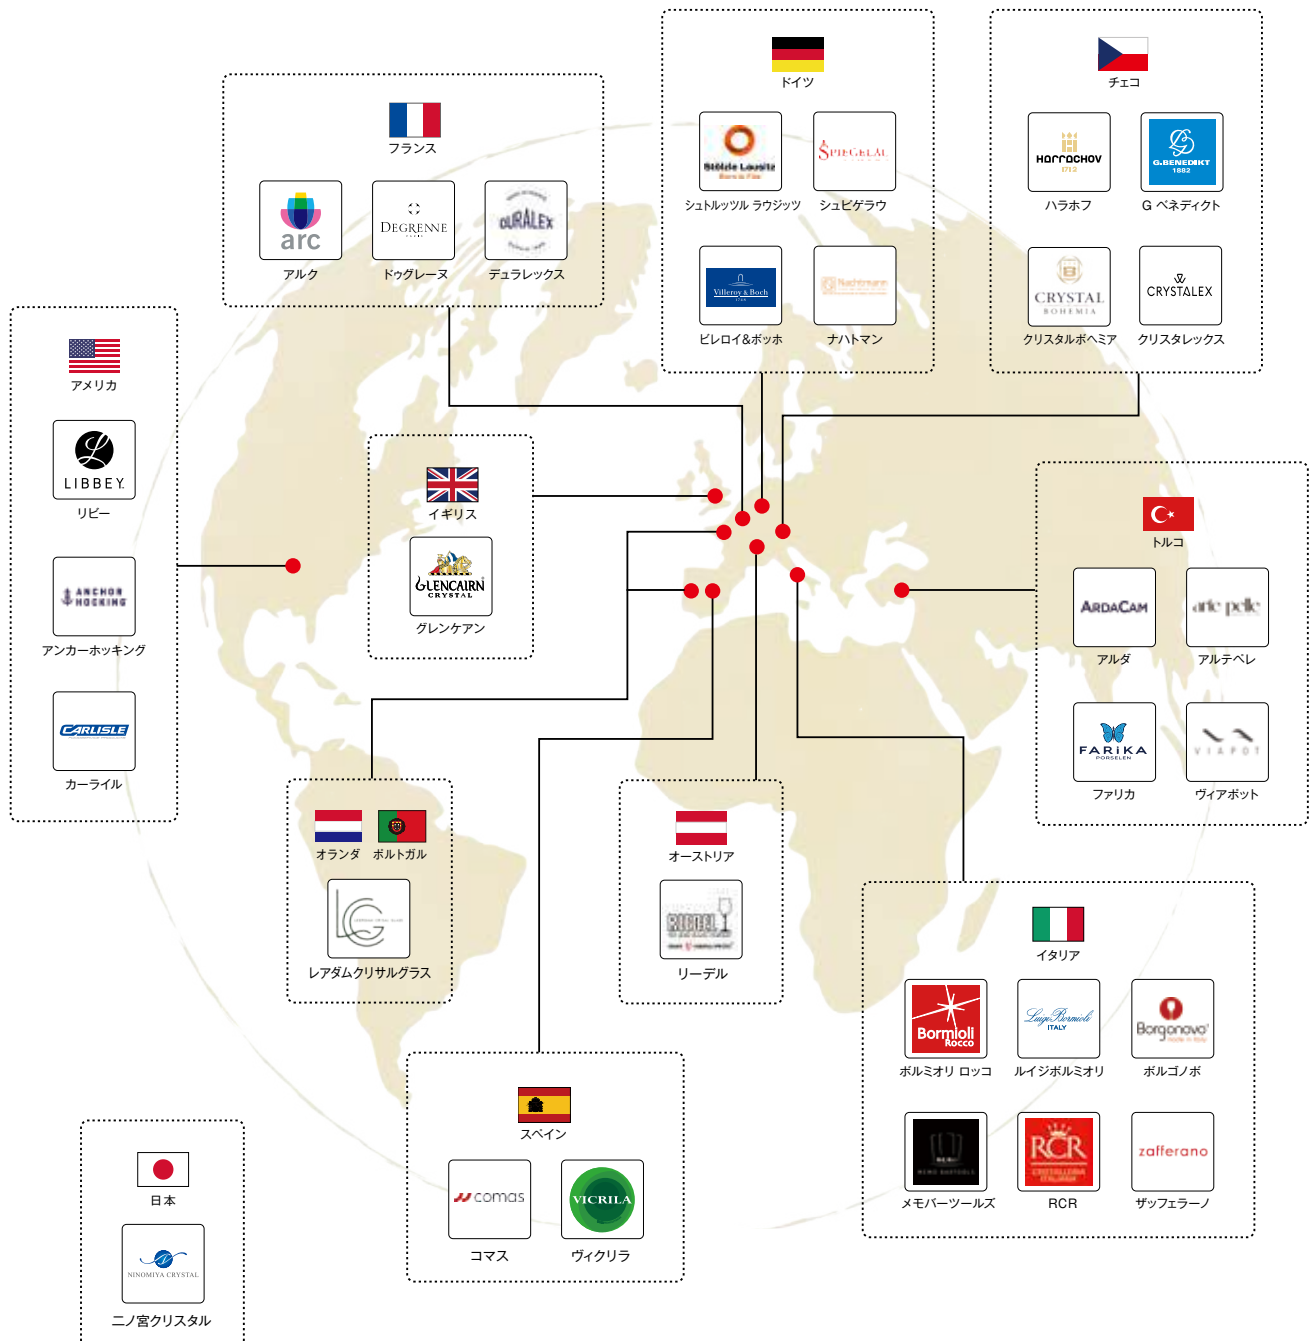 フランス
arc
アルク
DEGRENNE
PARIS
ドゥグレーヌ
DURALEX
デュラレックス
ドイツ
Stölzle Lausitz
シュトルッツル ラウジッツ
SPIEGELAU
シュピゲラウ
Villeroy & Boch
1748
ビレロイ&ボッホ
Nachtmann
ナハトマン
チェコ
HARRACHOV
1712
ハラホフ
G.BENEDIKT
1882
G ベネディクト
CRYSTAL
BOHEMIA
クリスタルボヘミア
CRYSTALEX
クリスタレックス
アメリカ
LIBBEY
リビー
ANCHOR
HOCKING
アンカーホッキング
CARLISLE
カーライル
イギリス
GLENCAIRN
CRYSTAL
グレンケアン
トルコ
ARDACAM
アルダ
arte pelle
アルテペレ
FARiKA
PORSELEN
ファリカ
VIAPOT
ヴィアポット
オランダ
ポルトガル
LCG
レアダムクリサルグラス
オーストリア
RIEDEL
リーデル
イタリア
Bormioli
Rocco
ボルミオリ ロッコ
Luigi Bormioli
ITALY
ルイジボルミオリ
Borgonovo
made in Italy
ボルゴノボ
メモバーツールズ
RCR
CRISTALLERIA
ITALIANA
RCR
zafferano
ザッフェラーノ
スペイン
comas
コマス
VICRILA
ヴィクリラ
日本
NINOMIYA CRYSTAL
二ノ宮クリスタル